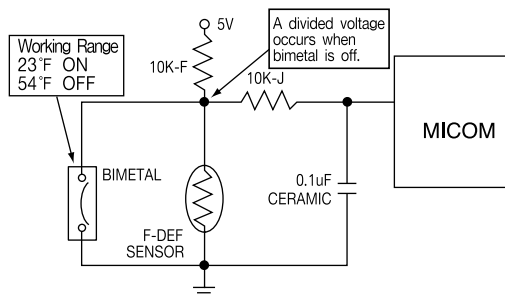 5V
A divided voltage
occurs when
bimetal is off.
Working Range
23°F ON
54°F OFF
10K-F
10K-J
MICOM
BIMETAL
0.1uF
CERAMIC
F-DEF
SENSOR